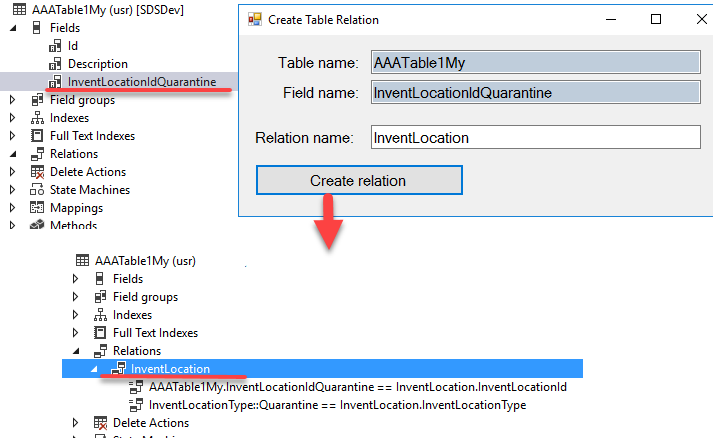 AAATable1My (usr) [SDSDev]
Fields
Id
Description
InventLocationIdQuarantine
Field groups
Indexes
Full Text Indexes
Relations
Delete Actions
State Machines
Mappings
Methods
Create Table Relation
Table name: AAATable1My
Field name: InventLocationIdQuarantine
Relation name: InventLocation
Create relation
AAATable1My (usr)
Fields
Field groups
Indexes
Full Text Indexes
Relations
InventLocation
AAATable1My.InventLocationIdQuarantine == InventLocation.InventLocationId
InventLocationType::Quarantine == InventLocation.InventLocationType
Delete Actions
State Machines